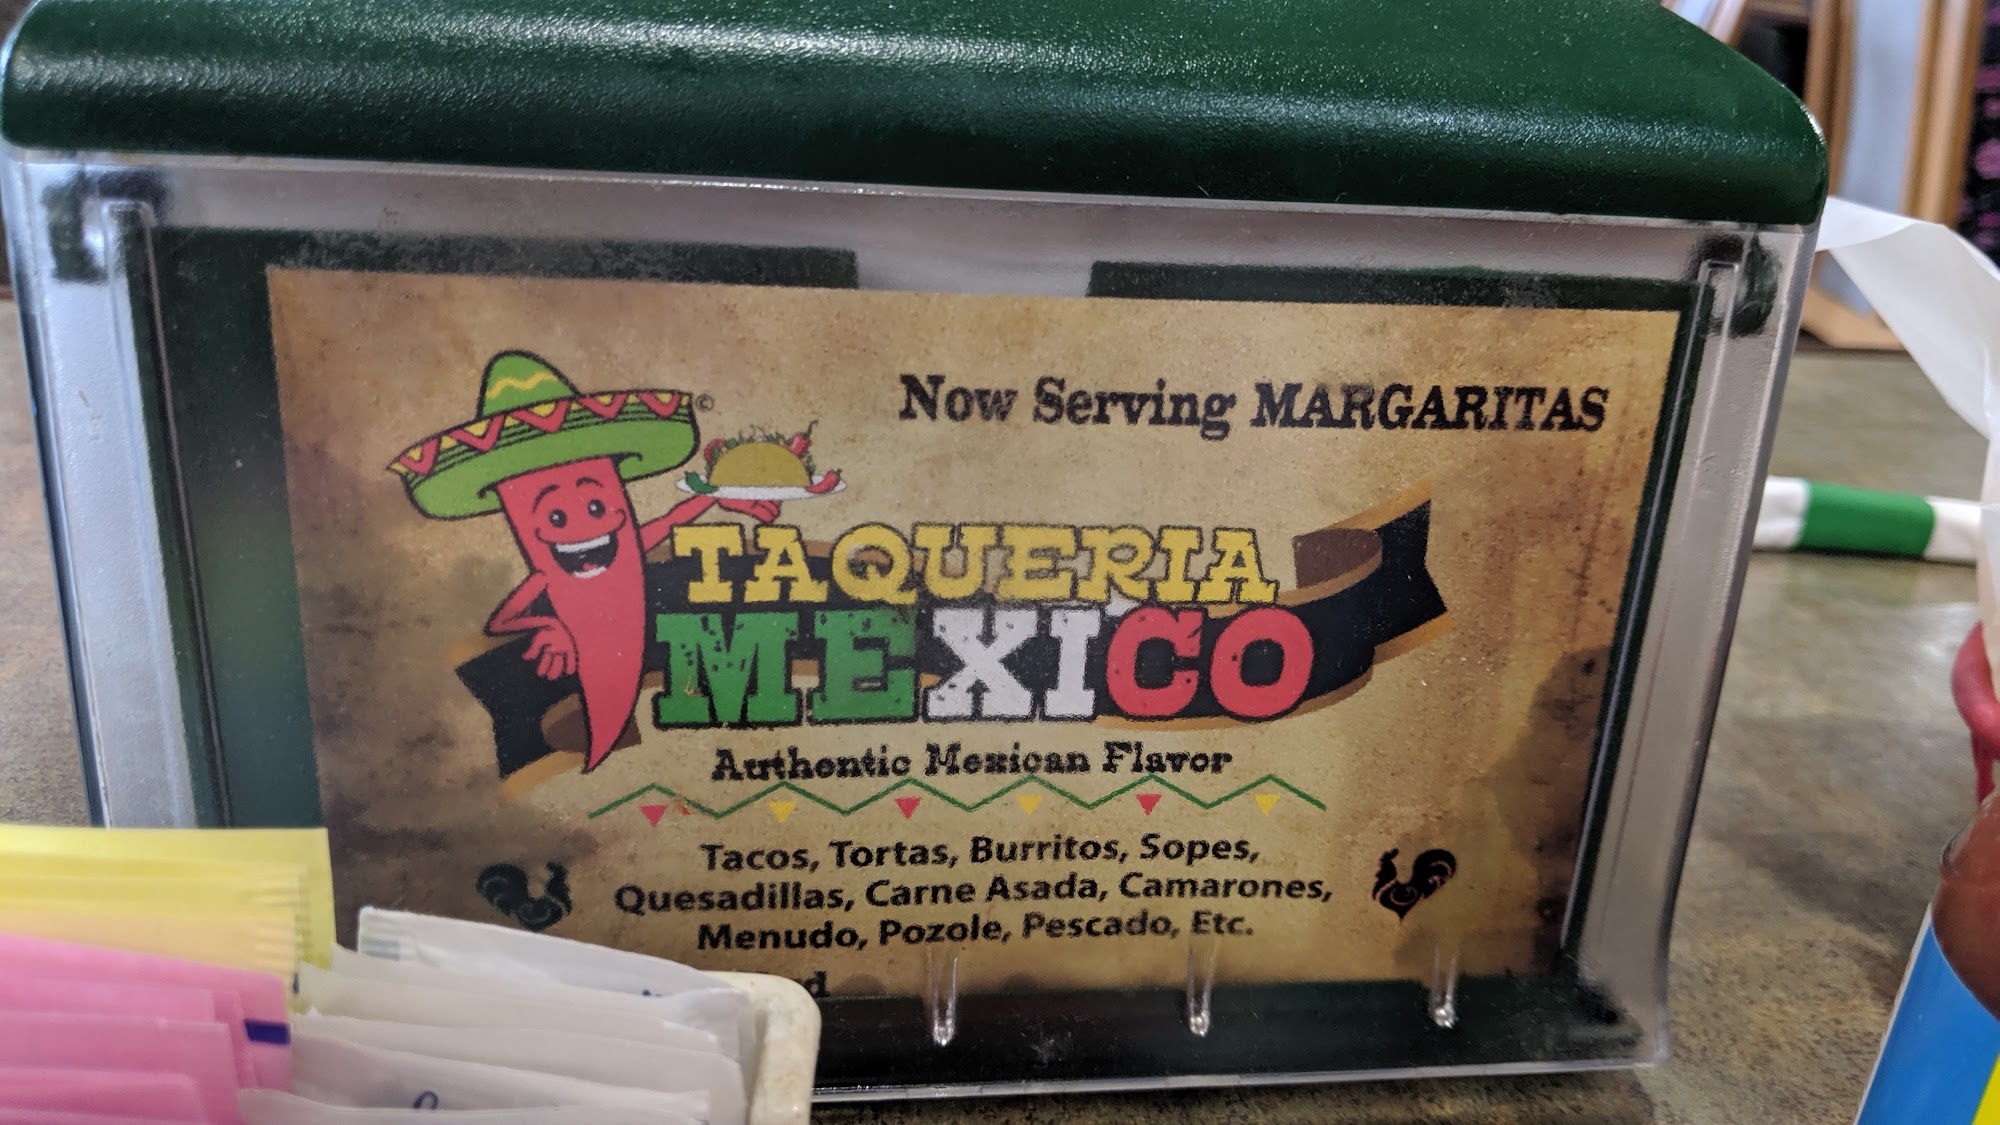 Now Serving MARGARITAS
©
TAQUERIA
MEXICO
Authentic Mexican Flavor
Tacos, Tortas, Burritos, Sopes,
Quesadillas, Carne Asada, Camarones,
Menudo, Pozole, Pescado, Etc.